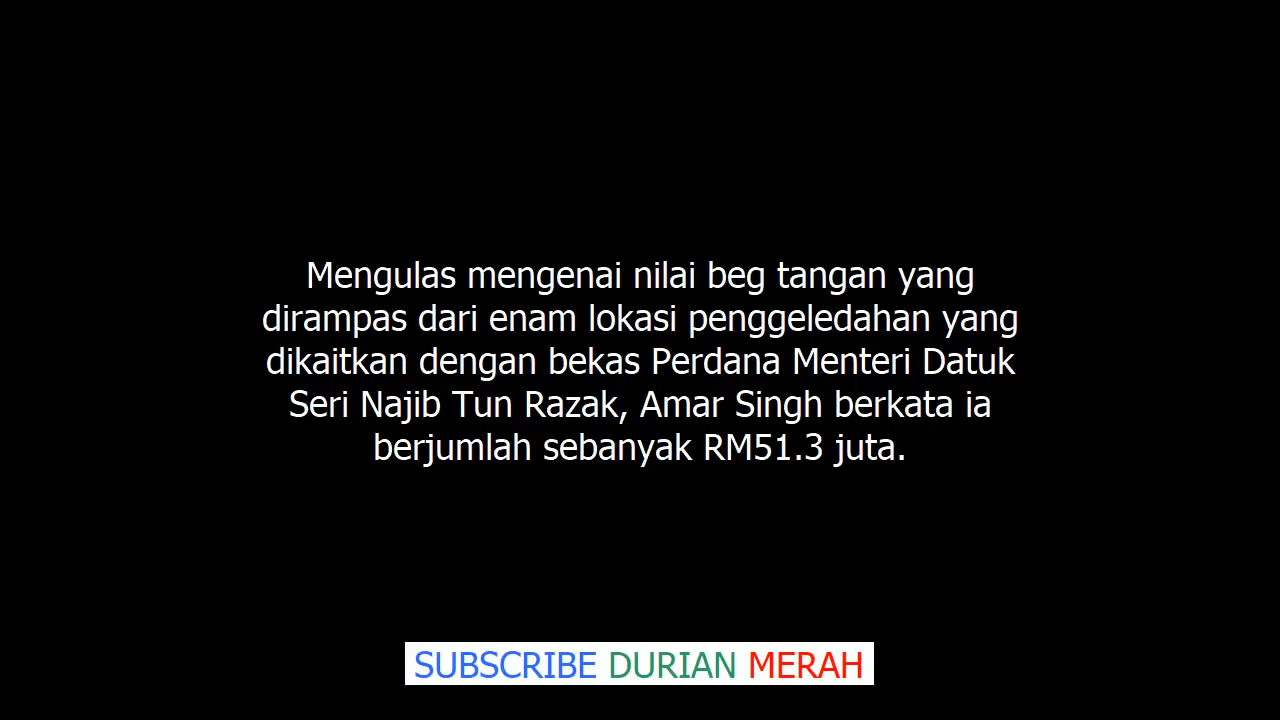 Mengulas mengenai nilai beg tangan yang
dirampas dari enam lokasi penggeledahan yang
dikaitkan dengan bekas Perdana Menteri Datuk
Seri Najib Tun Razak, Amar Singh berkata ia
berjumlah sebanyak RM51.3 juta.
SUBSCRIBE DURIAN MERAH